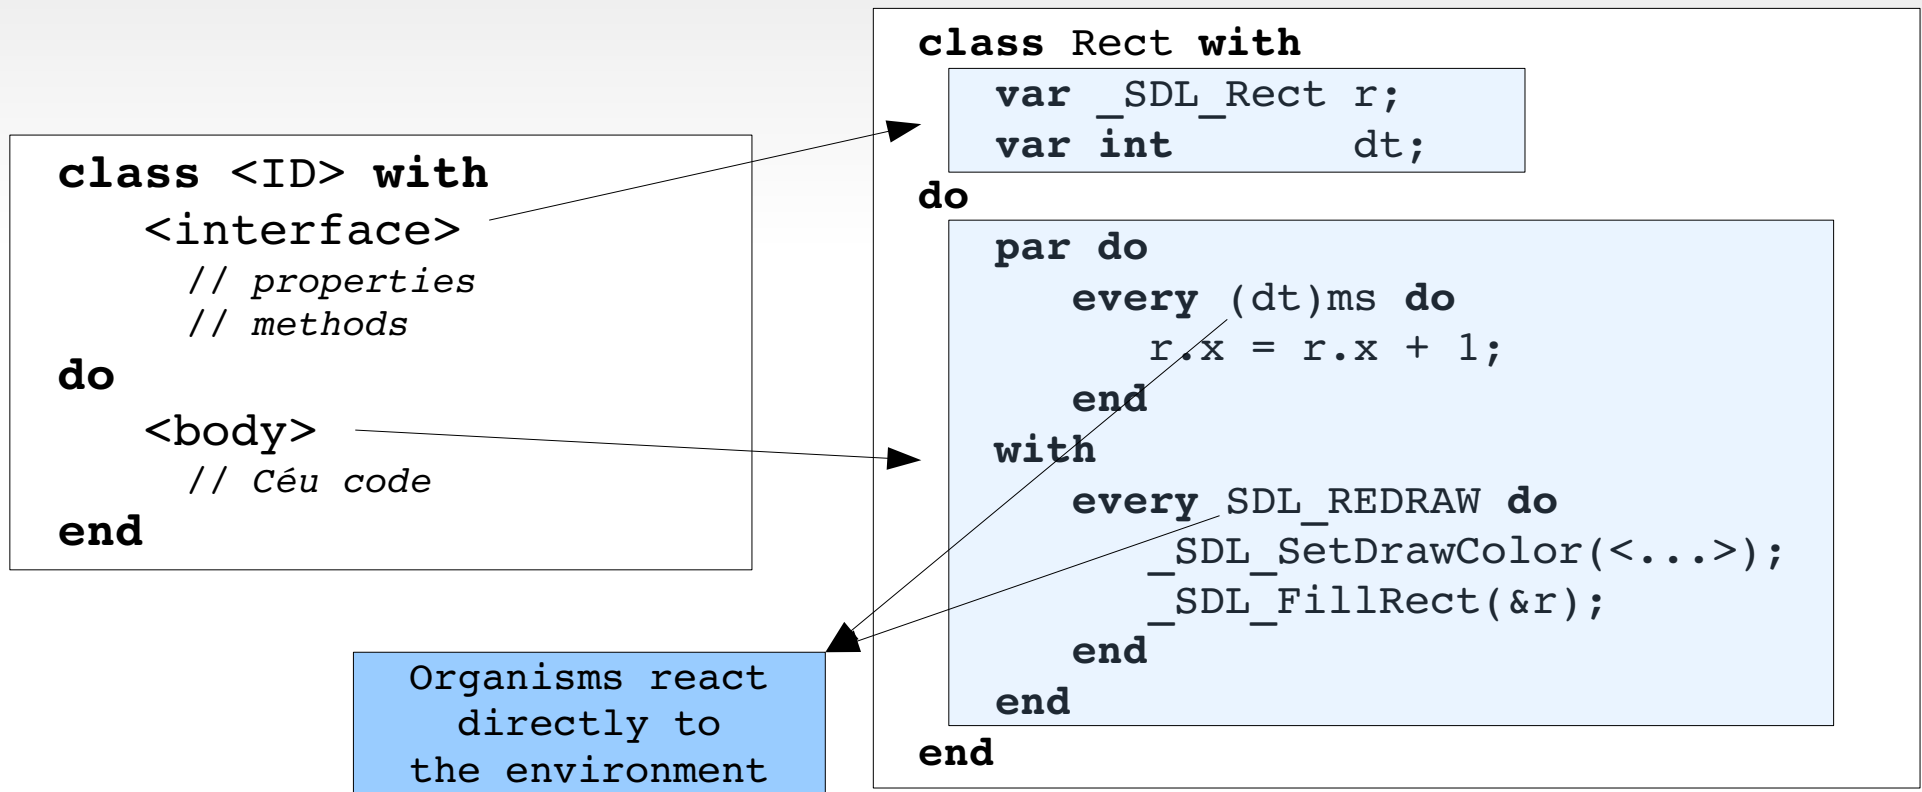 class <ID> with
<interface>
// properties
// methods
do
<body>
// Céu code
end
class Rect with
var _SDL_Rect r;
var int dt;
do
par do
every (dt)ms do
r.x = r.x + 1;
end
with
every SDL_REDRAW do
_SDL_SetDrawColor(<...>);
_SDL_FillRect(&r);
end
end
end
Organisms react
directly to
the environment